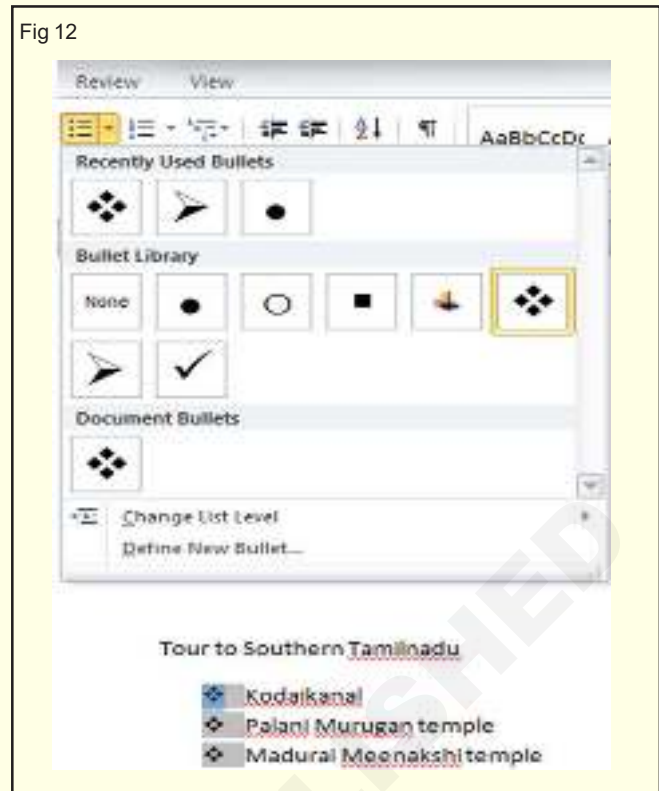 Fig 12
Review View
AaBbCcDc
Recently Used Bullets
Bullet Library
None
Document Bullets
Change List Level
Define New Bullet...
Tour to Southern Tamilnadu
Kodaikanal
Palani Murugan temple
Madurai Meenakshi temple
SHED